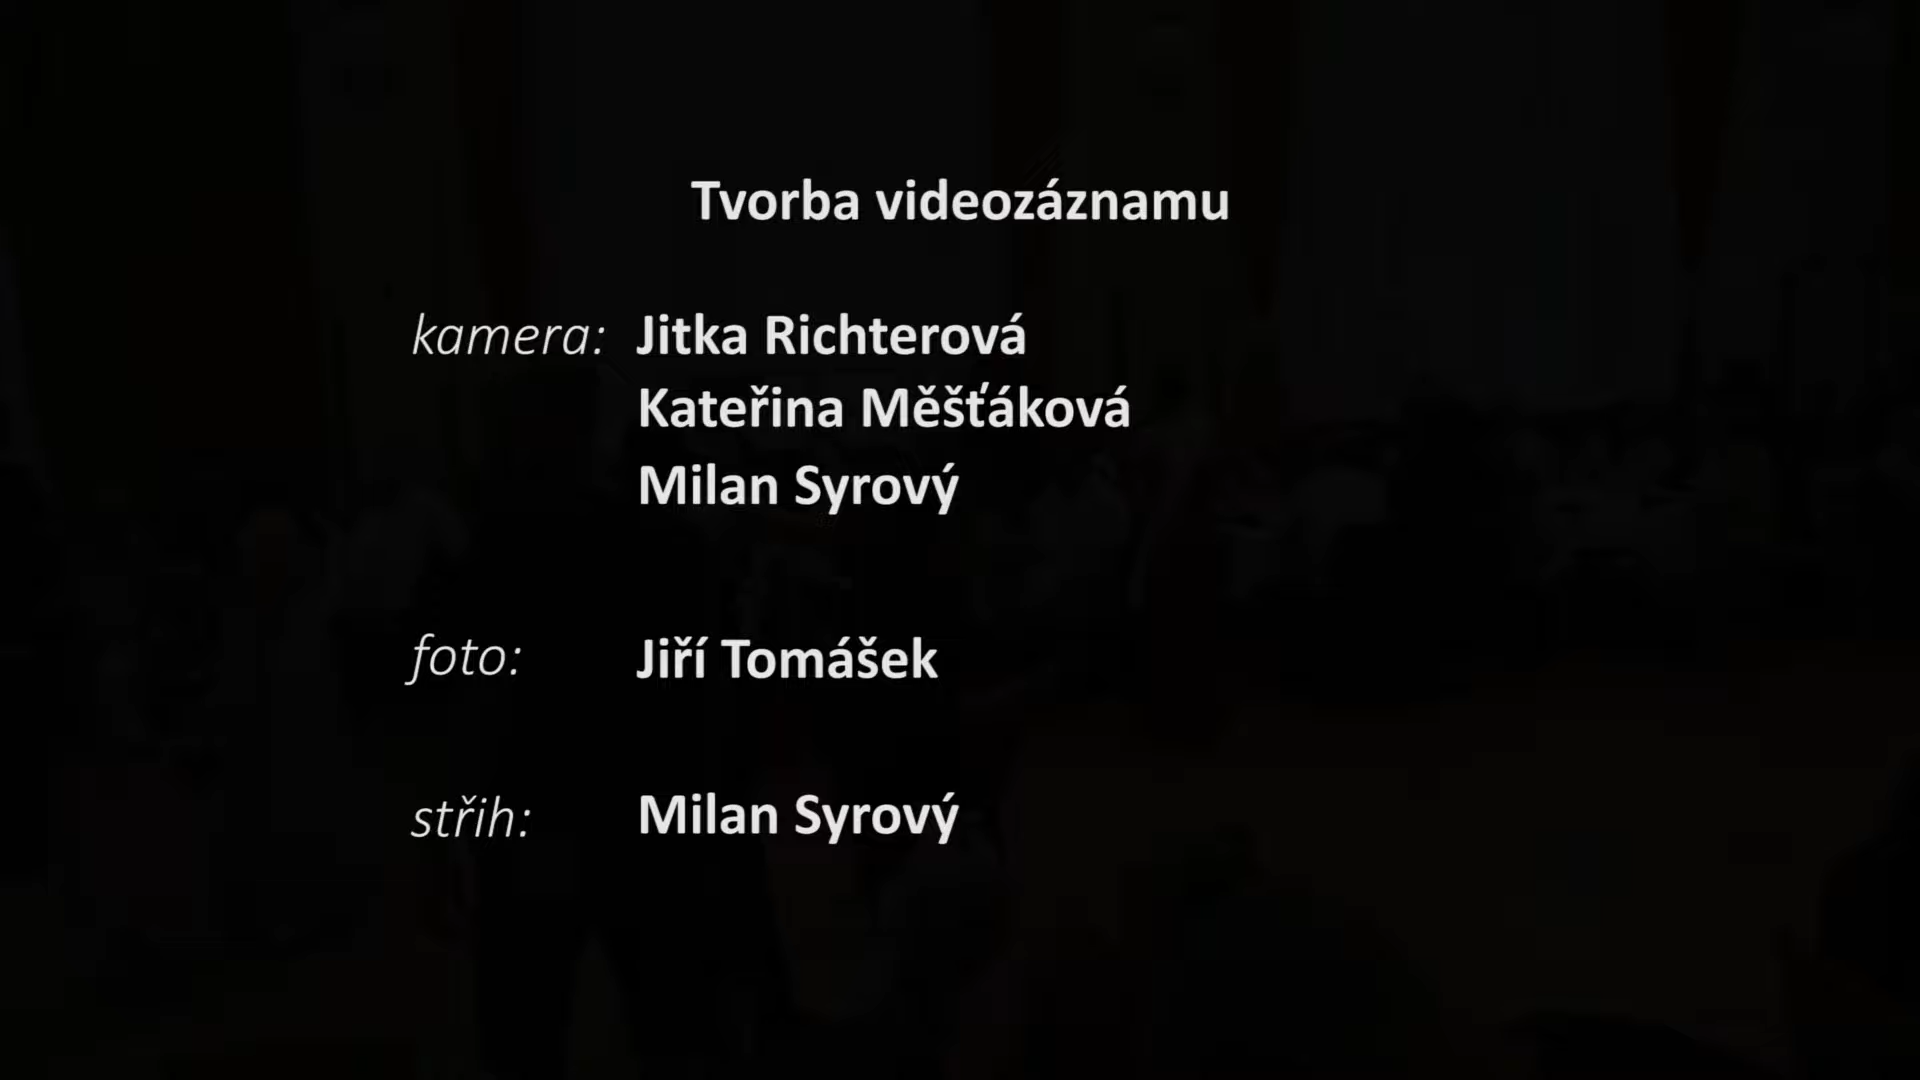 Tvorba videozáznamu
kamera: Jitka Richterová
Kateřina Měšťáková
Milan Syrový
foto: Jiří Tomášek
střih: Milan Syrový